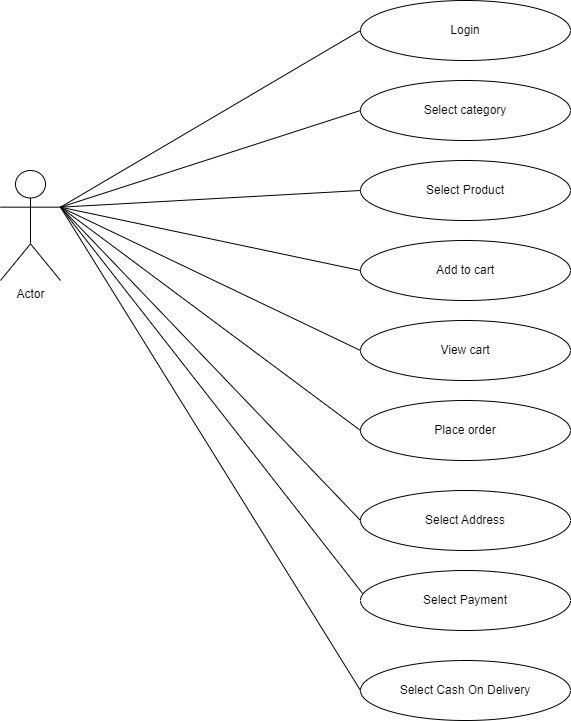 Login
Select category
Select Product
Add to cart
Actor
View cart
Place order
Select Address
Select Payment
Select Cash On Delivery